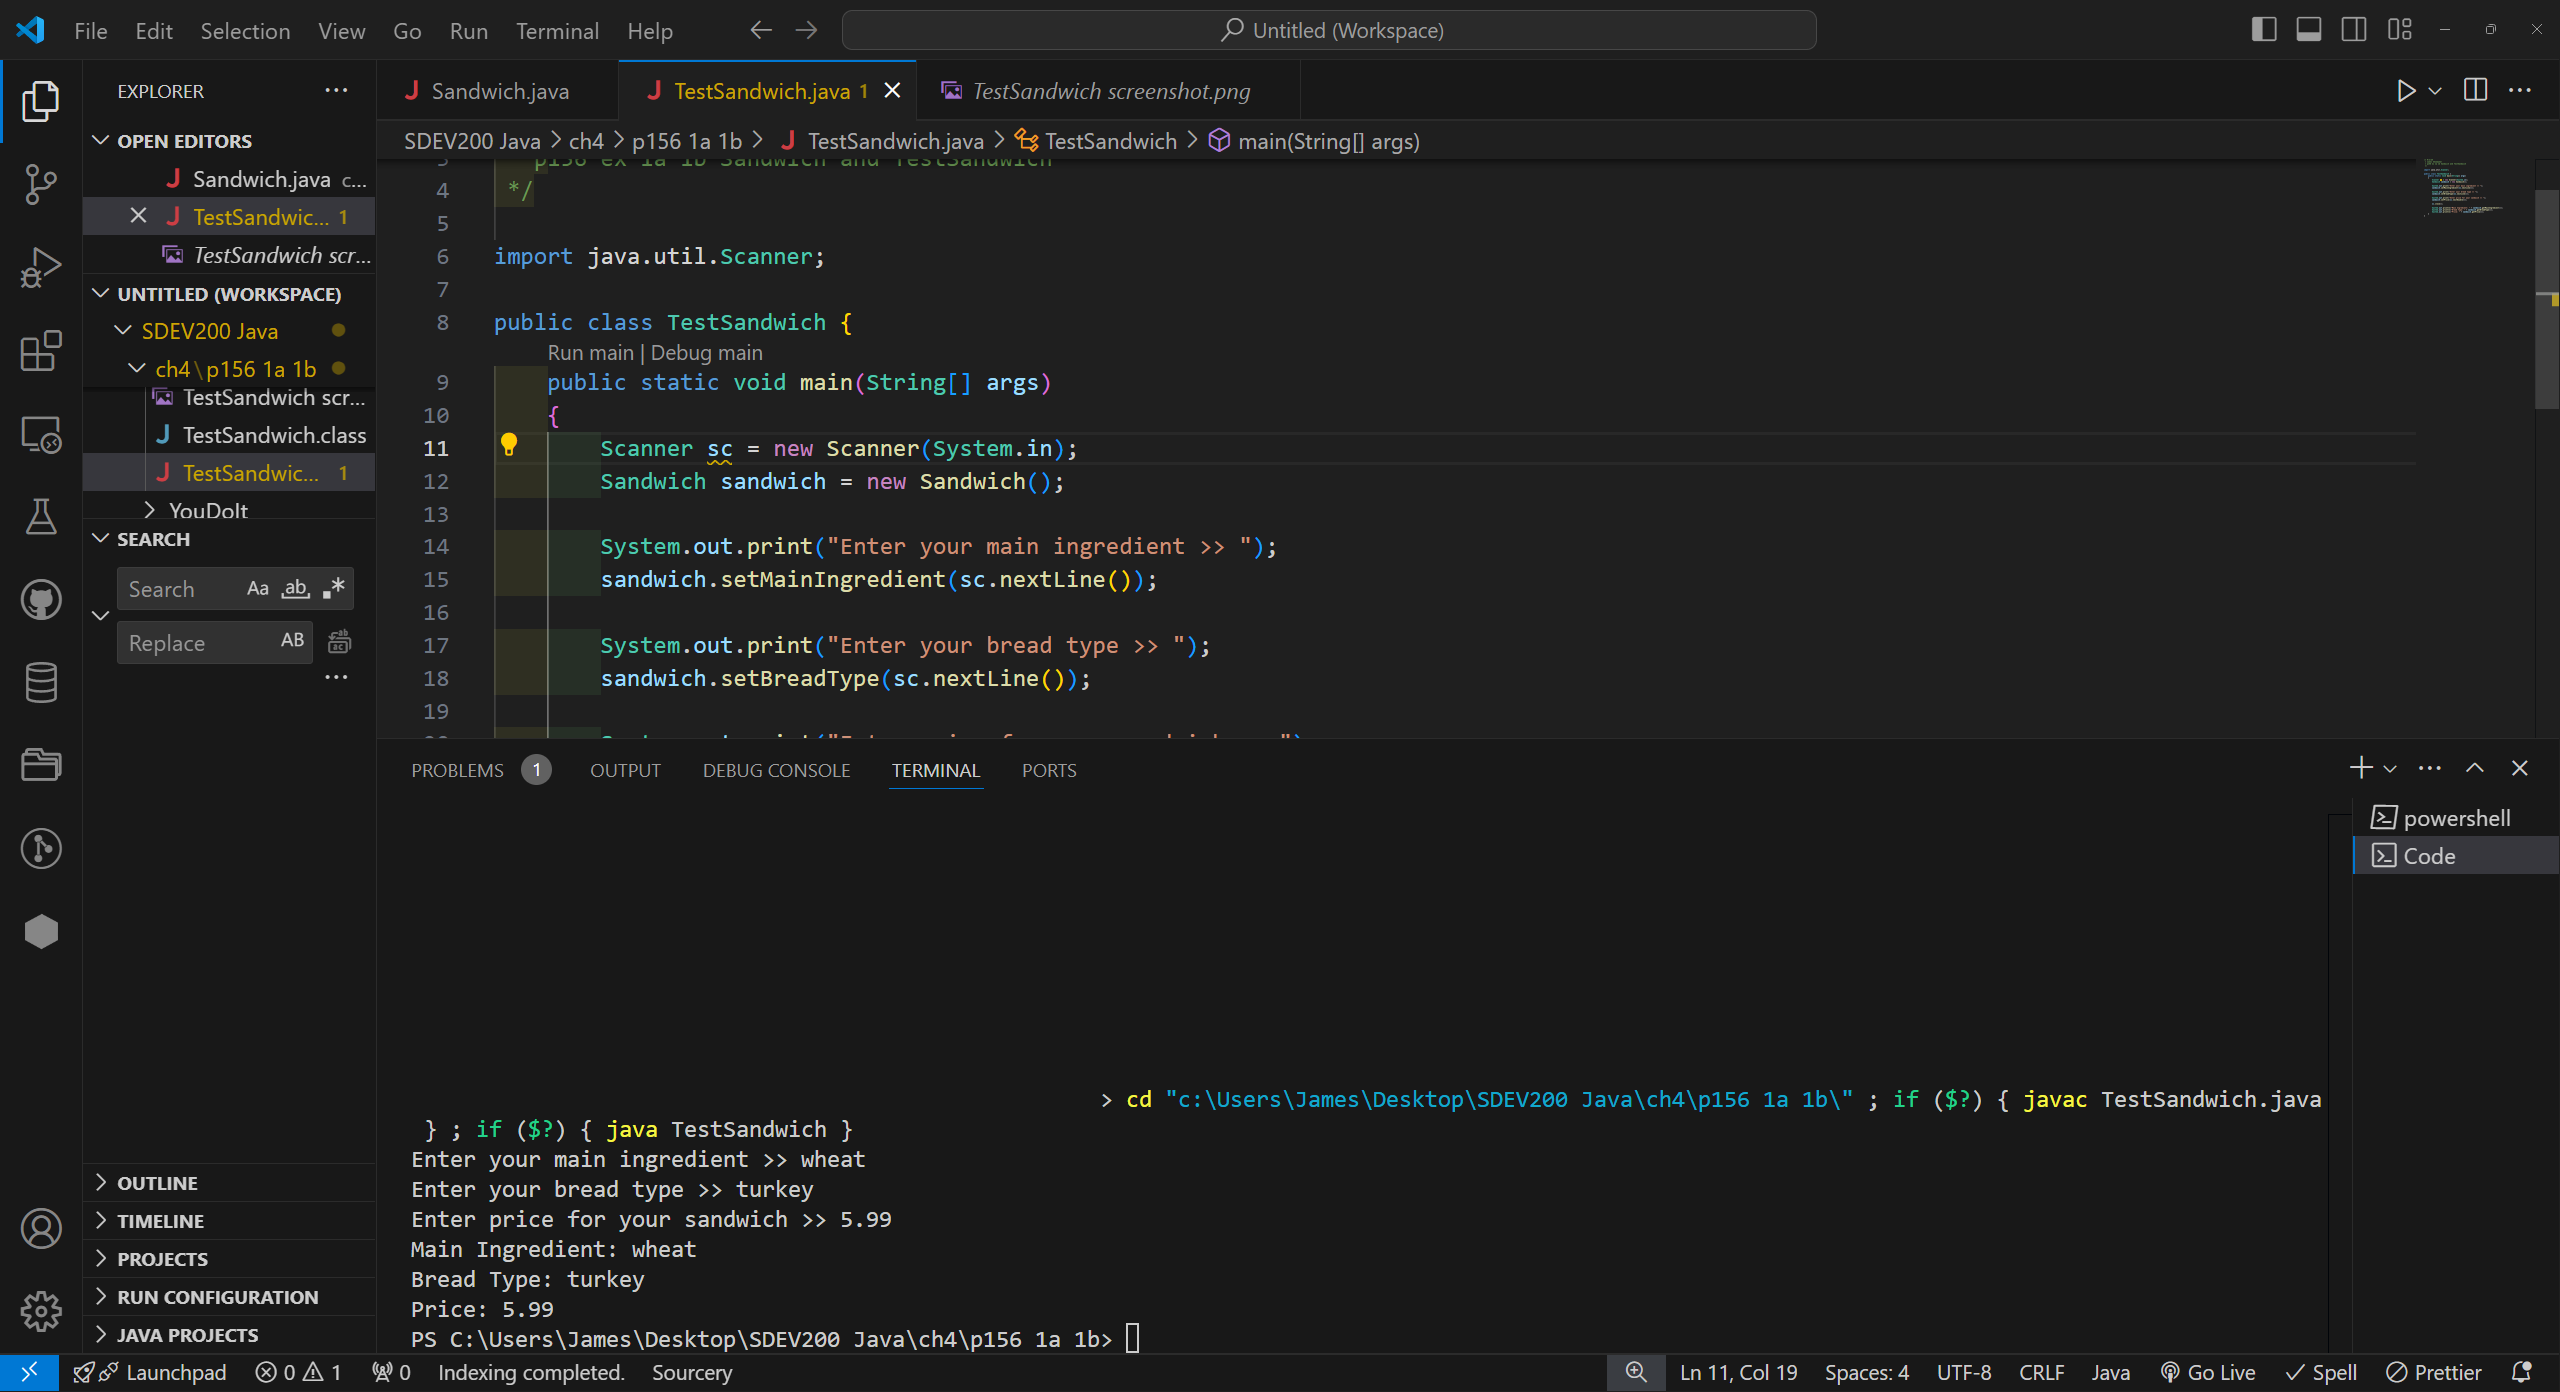 File Edit Selection View Go Run Terminal Help
Untitled (Workspace)
EXPLORER
OPEN EDITORS
Sandwich.java c...
TestSandwic... 1
TestSandwich scr...
UNTITLED (WORKSPACE)
SDEV200 Java
ch4\p156 1a 1b
TestSandwich scr...
TestSandwich.class
TestSandwic... 1
YouDoIt
SEARCH
Search Aa ab
Replace AB
OUTLINE
TIMELINE
PROJECTS
RUN CONFIGURATION
JAVA PROJECTS
Sandwich.java
TestSandwich.java 1
TestSandwich screenshot.png
SDEV200 Java > ch4 > p156 1a 1b > TestSandwich.java > TestSandwich > main(String[] args)
3 p156 ex 1a 1b Sandwich and TestSandwich
4 */
5
6 import java.util.Scanner;
7
8 public class TestSandwich {
Run main | Debug main
9 public static void main(String[] args)
10 {
11 Scanner sc = new Scanner(System.in);
12 Sandwich sandwich = new Sandwich();
13
14 System.out.print("Enter your main ingredient >> ");
15 sandwich.setMainIngredient(sc.nextLine());
16
17 System.out.print("Enter your bread type >> ");
18 sandwich.setBreadType(sc.nextLine());
19
PROBLEMS 1 OUTPUT DEBUG CONSOLE TERMINAL PORTS
powershell
Code
> cd "c:\Users\James\Desktop\SDEV200 Java\ch4\p156 1a 1b\" ; if ($?) { javac TestSandwich.java
} ; if ($?) { java TestSandwich }
Enter your main ingredient >> wheat
Enter your bread type >> turkey
Enter price for your sandwich >> 5.99
Main Ingredient: wheat
Bread Type: turkey
Price: 5.99
PS C:\Users\James\Desktop\SDEV200 Java\ch4\p156 1a 1b>
Launchpad 0 1 0 Indexing completed. Sourcery
Ln 11, Col 19 Spaces: 4 UTF-8 CRLF Java Go Live Spell Prettier